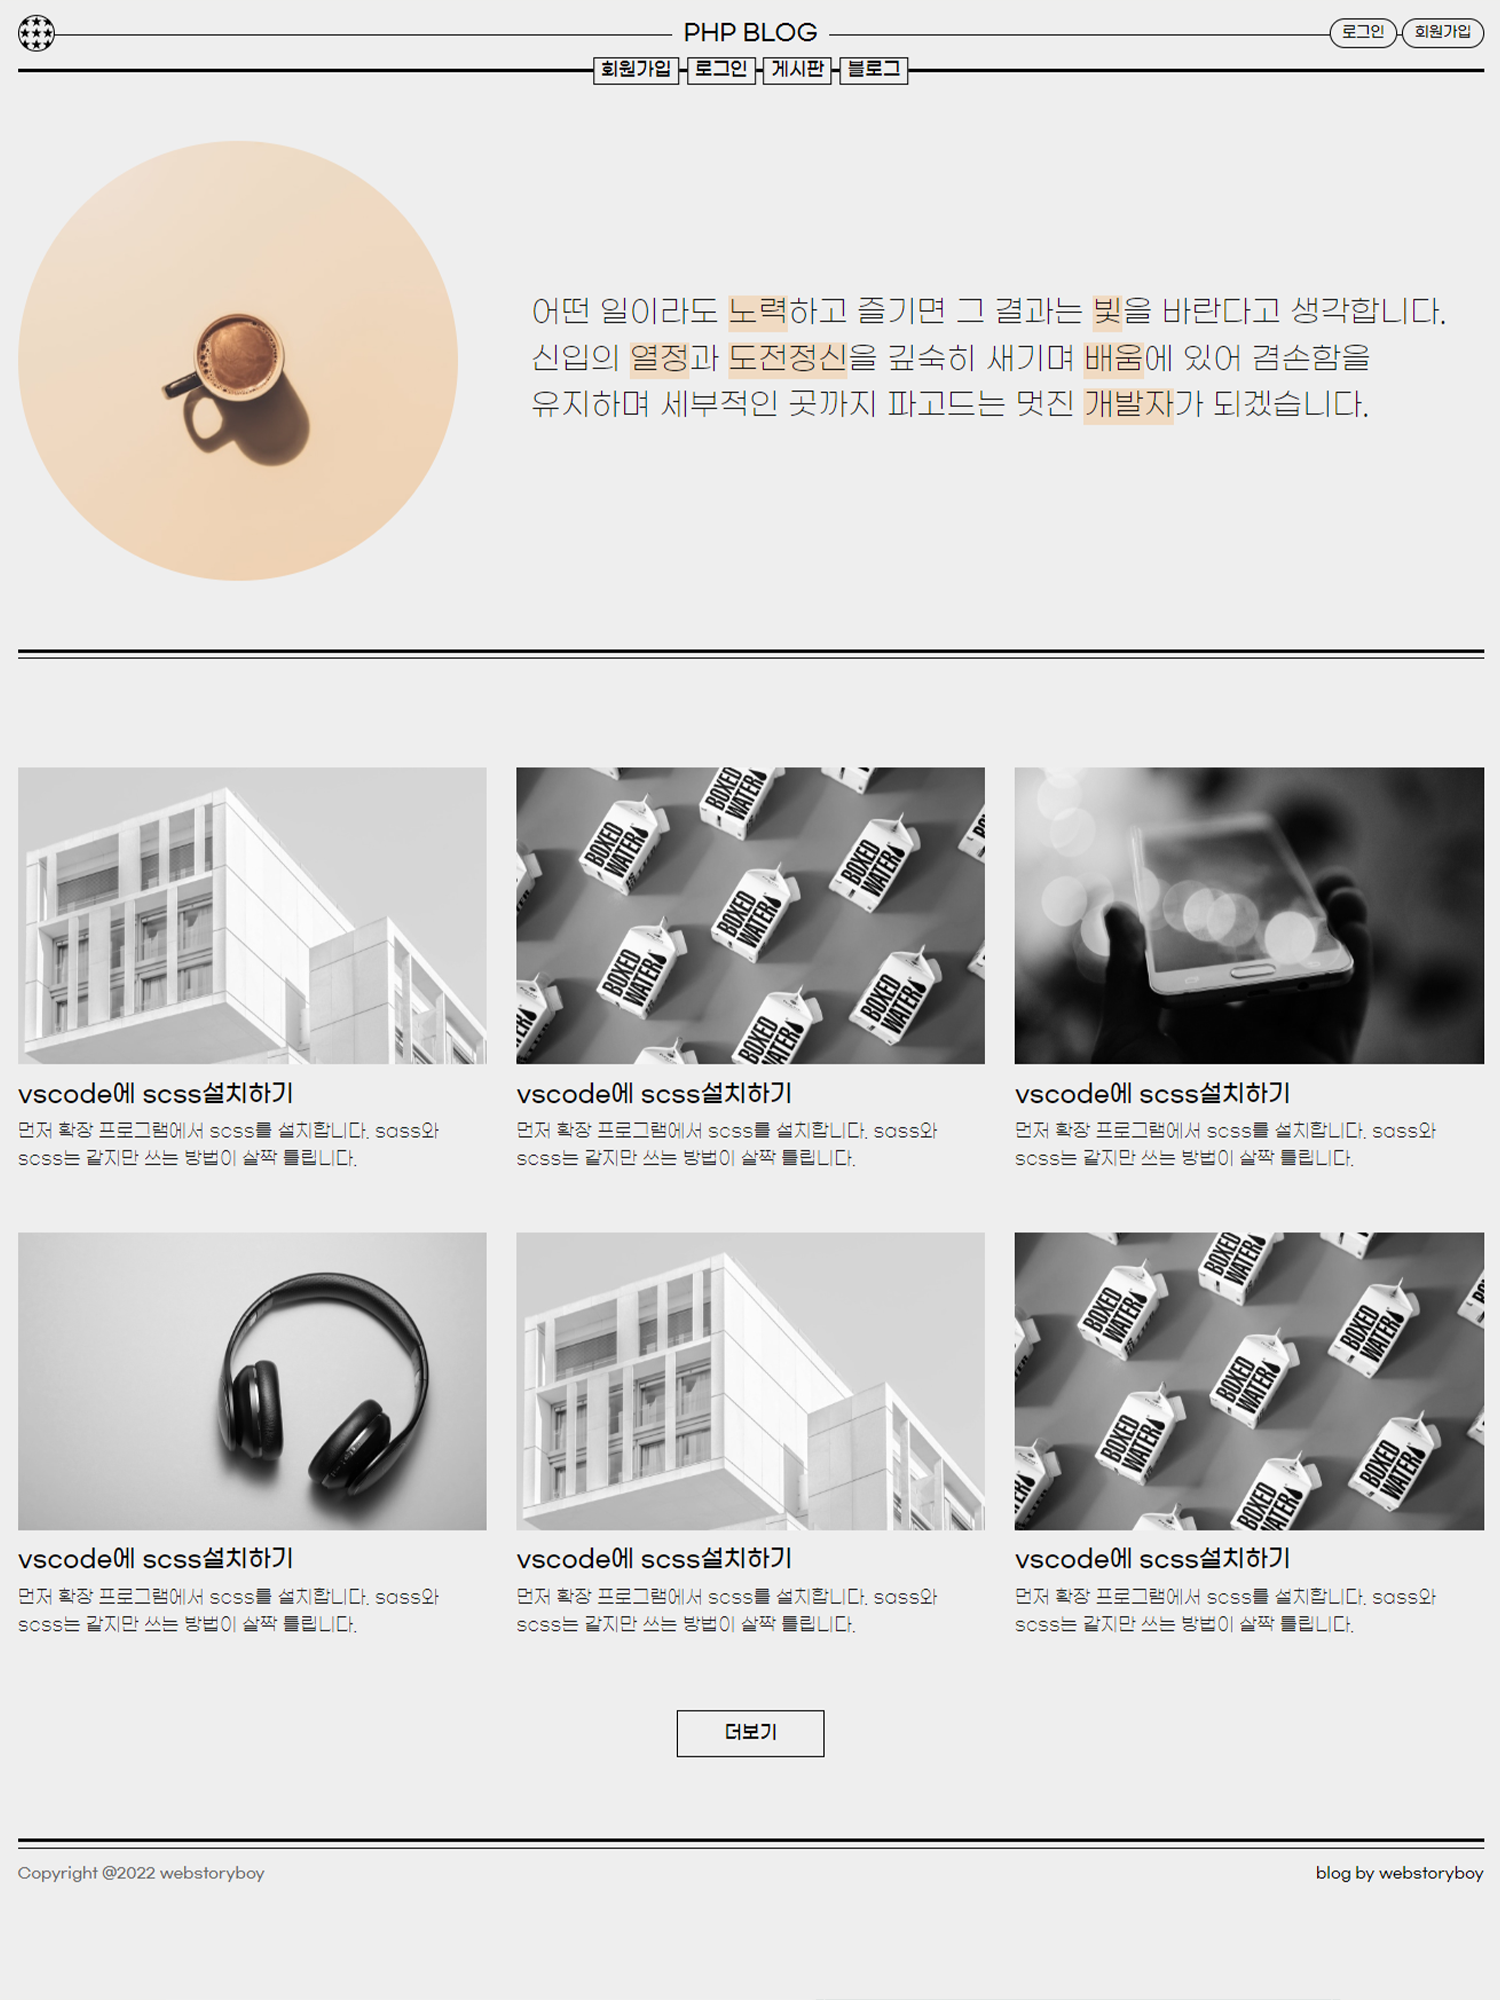 PHP BLOG
로그인 회원가입
회원가입 로그인 게시판 블로그
어떤 일이라도 노력하고 즐기면 그 결과는 빛을 바란다고 생각합니다.
신입의 열정과 도전정신을 깊숙히 새기며 배움에 있어 겸손함을
유지하며 세부적인 곳까지 파고드는 멋진 개발자가 되겠습니다.
BOXED WATER
vscode에 scss설치하기
먼저 확장 프로그램에서 scss를 설치합니다. sass와
scss는 같지만 쓰는 방법이 살짝 틀립니다.
vscode에 scss설치하기
먼저 확장 프로그램에서 scss를 설치합니다. sass와
scss는 같지만 쓰는 방법이 살짝 틀립니다.
vscode에 scss설치하기
먼저 확장 프로그램에서 scss를 설치합니다. sass와
scss는 같지만 쓰는 방법이 살짝 틀립니다.
BOXED WATER
vscode에 scss설치하기
먼저 확장 프로그램에서 scss를 설치합니다. sass와
scss는 같지만 쓰는 방법이 살짝 틀립니다.
vscode에 scss설치하기
먼저 확장 프로그램에서 scss를 설치합니다. sass와
scss는 같지만 쓰는 방법이 살짝 틀립니다.
vscode에 scss설치하기
먼저 확장 프로그램에서 scss를 설치합니다. sass와
scss는 같지만 쓰는 방법이 살짝 틀립니다.
더보기
Copyright @2022 webstoryboy
blog by webstoryboy